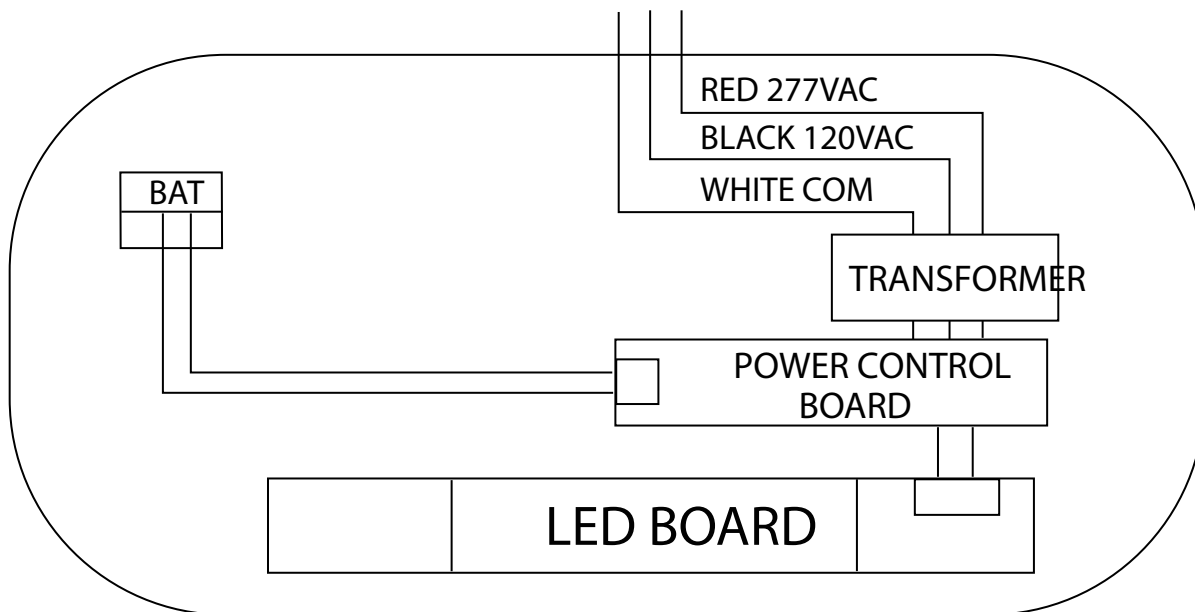 RED 277VAC
BLACK 120VAC
WHITE COM
BAT
TRANSFORMER
POWER CONTROL
BOARD
LED BOARD